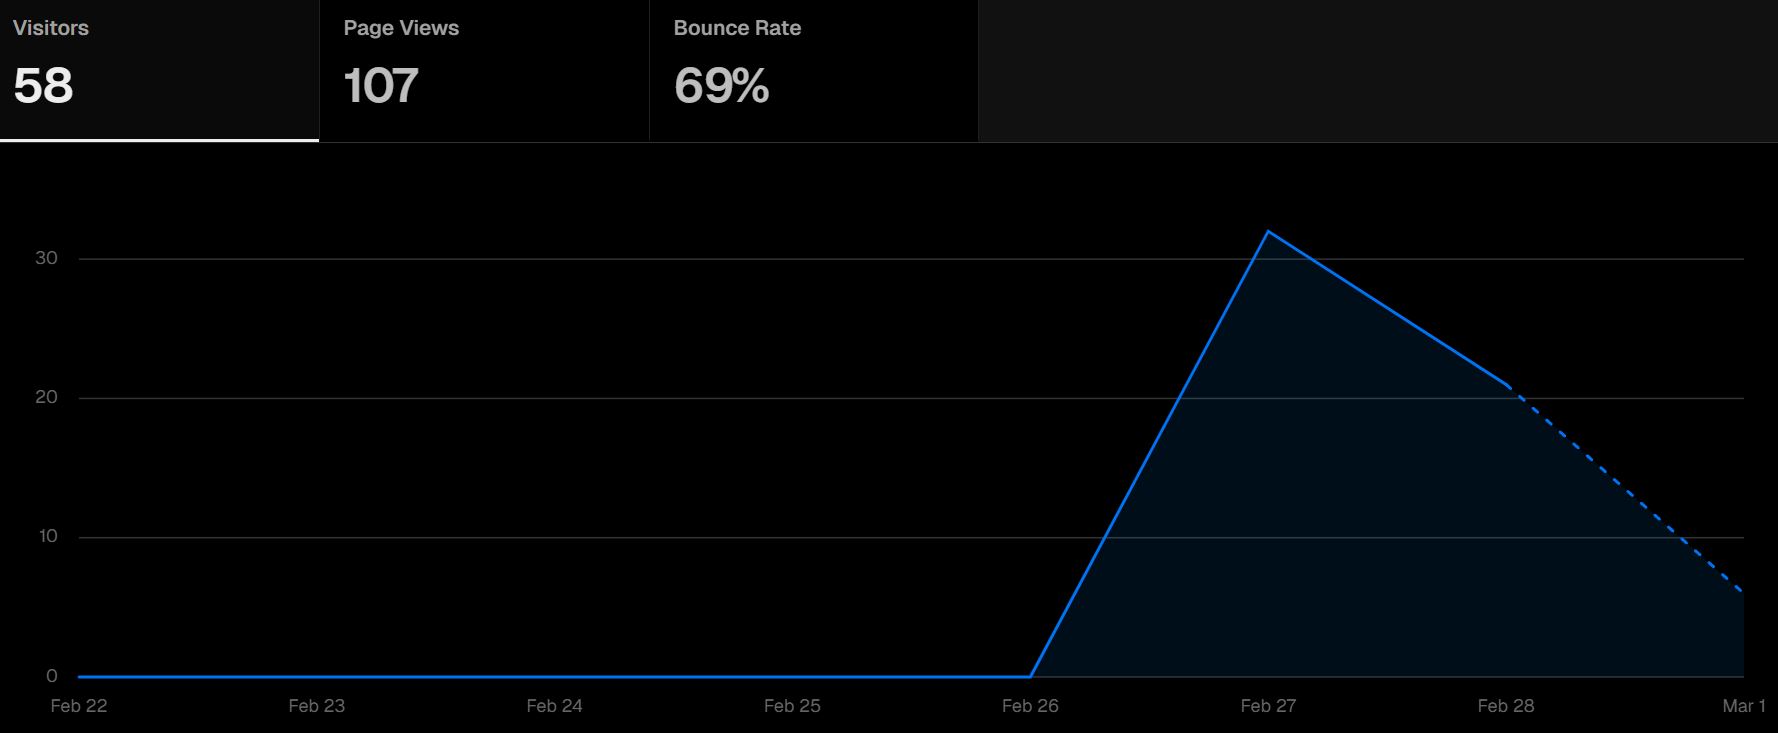 Visitors
58
Page Views
107
Bounce Rate
69%
30
20
10
0
Feb 22
Feb 23
Feb 24
Feb 25
Feb 26
Feb 27
Feb 28
Mar 1